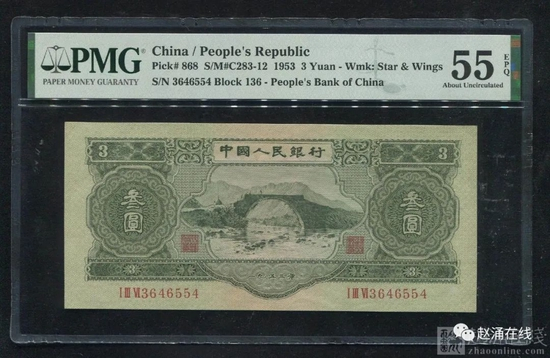 PMG
PAPER MONEY GUARANTY
China / People's Republic
Pick# 868 S/M#C283-12 1953 3 Yuan - Wmk: Star & Wings
S/N 3646554 Block 136 - People's Bank of China
55
EPQ
About Uncirculated
中國人民銀行
3
3
叁圓
叁圓
3
3
I III VI 3646554
I III VI 3646554
赵涌在线
zhaoonline.com